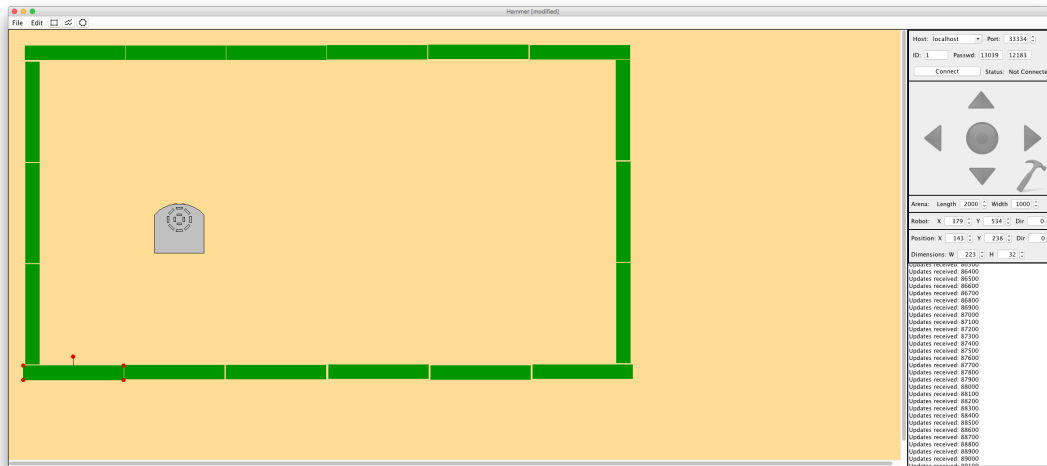 Hammer [modified]
File Edit
Host: localhost Port: 33334
ID: 1 Passwd: 13039 12183
Connect Status: Not Connecte
Arena: Length 2000 Width 1000
Robot: X 379 Y 534 Dir 0
Position: X 143 Y 238 Dir 0
Dimensions: W 223 H 32
Updates received: 86300
Updates received: 86400
Updates received: 86500
Updates received: 86600
Updates received: 86700
Updates received: 86800
Updates received: 86900
Updates received: 87000
Updates received: 87100
Updates received: 87200
Updates received: 87300
Updates received: 87400
Updates received: 87500
Updates received: 87600
Updates received: 87700
Updates received: 87800
Updates received: 87900
Updates received: 88000
Updates received: 88100
Updates received: 88200
Updates received: 88300
Updates received: 88400
Updates received: 88500
Updates received: 88600
Updates received: 88700
Updates received: 88800
Updates received: 88900
Updates received: 89000
Updates received: 89100